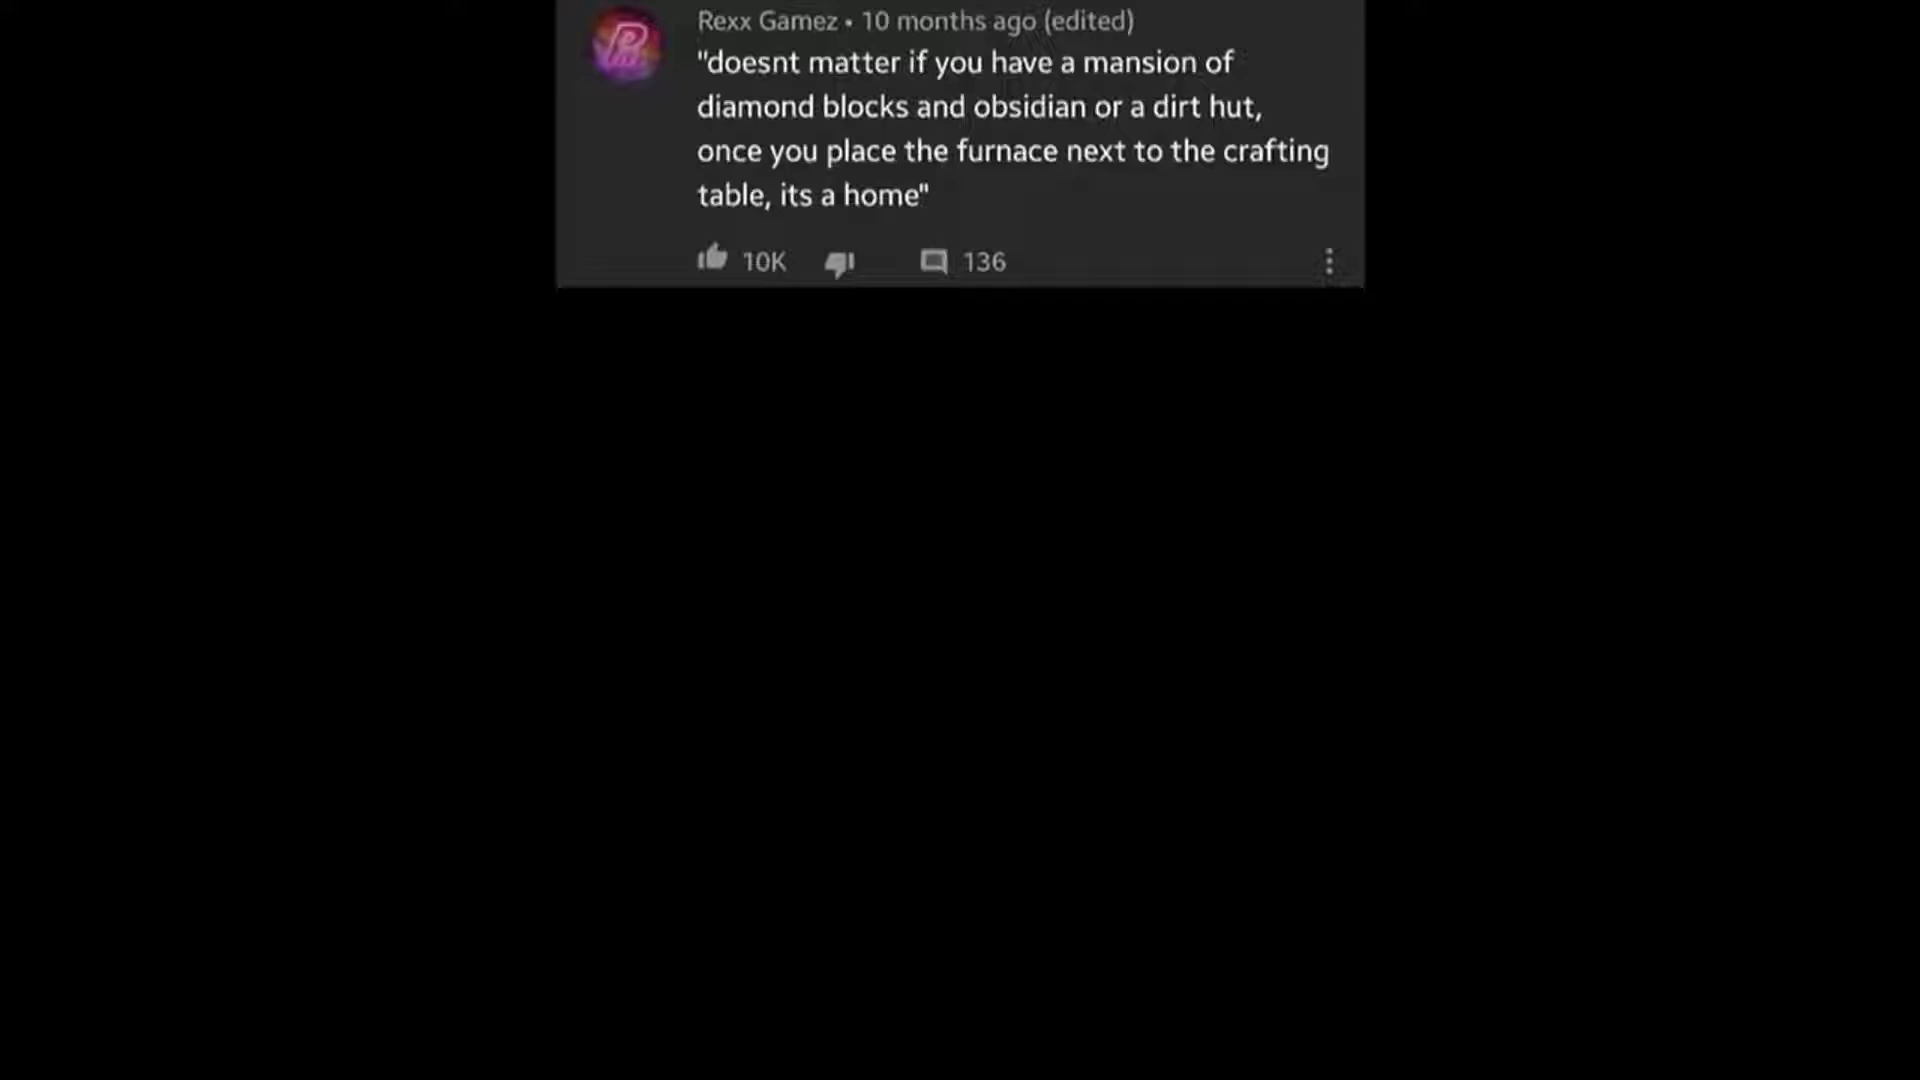 Rexx Gamez • 10 months ago (edited)
"doesnt matter if you have a mansion of
diamond blocks and obsidian or a dirt hut,
once you place the furnace next to the crafting
table, its a home"
10K 136